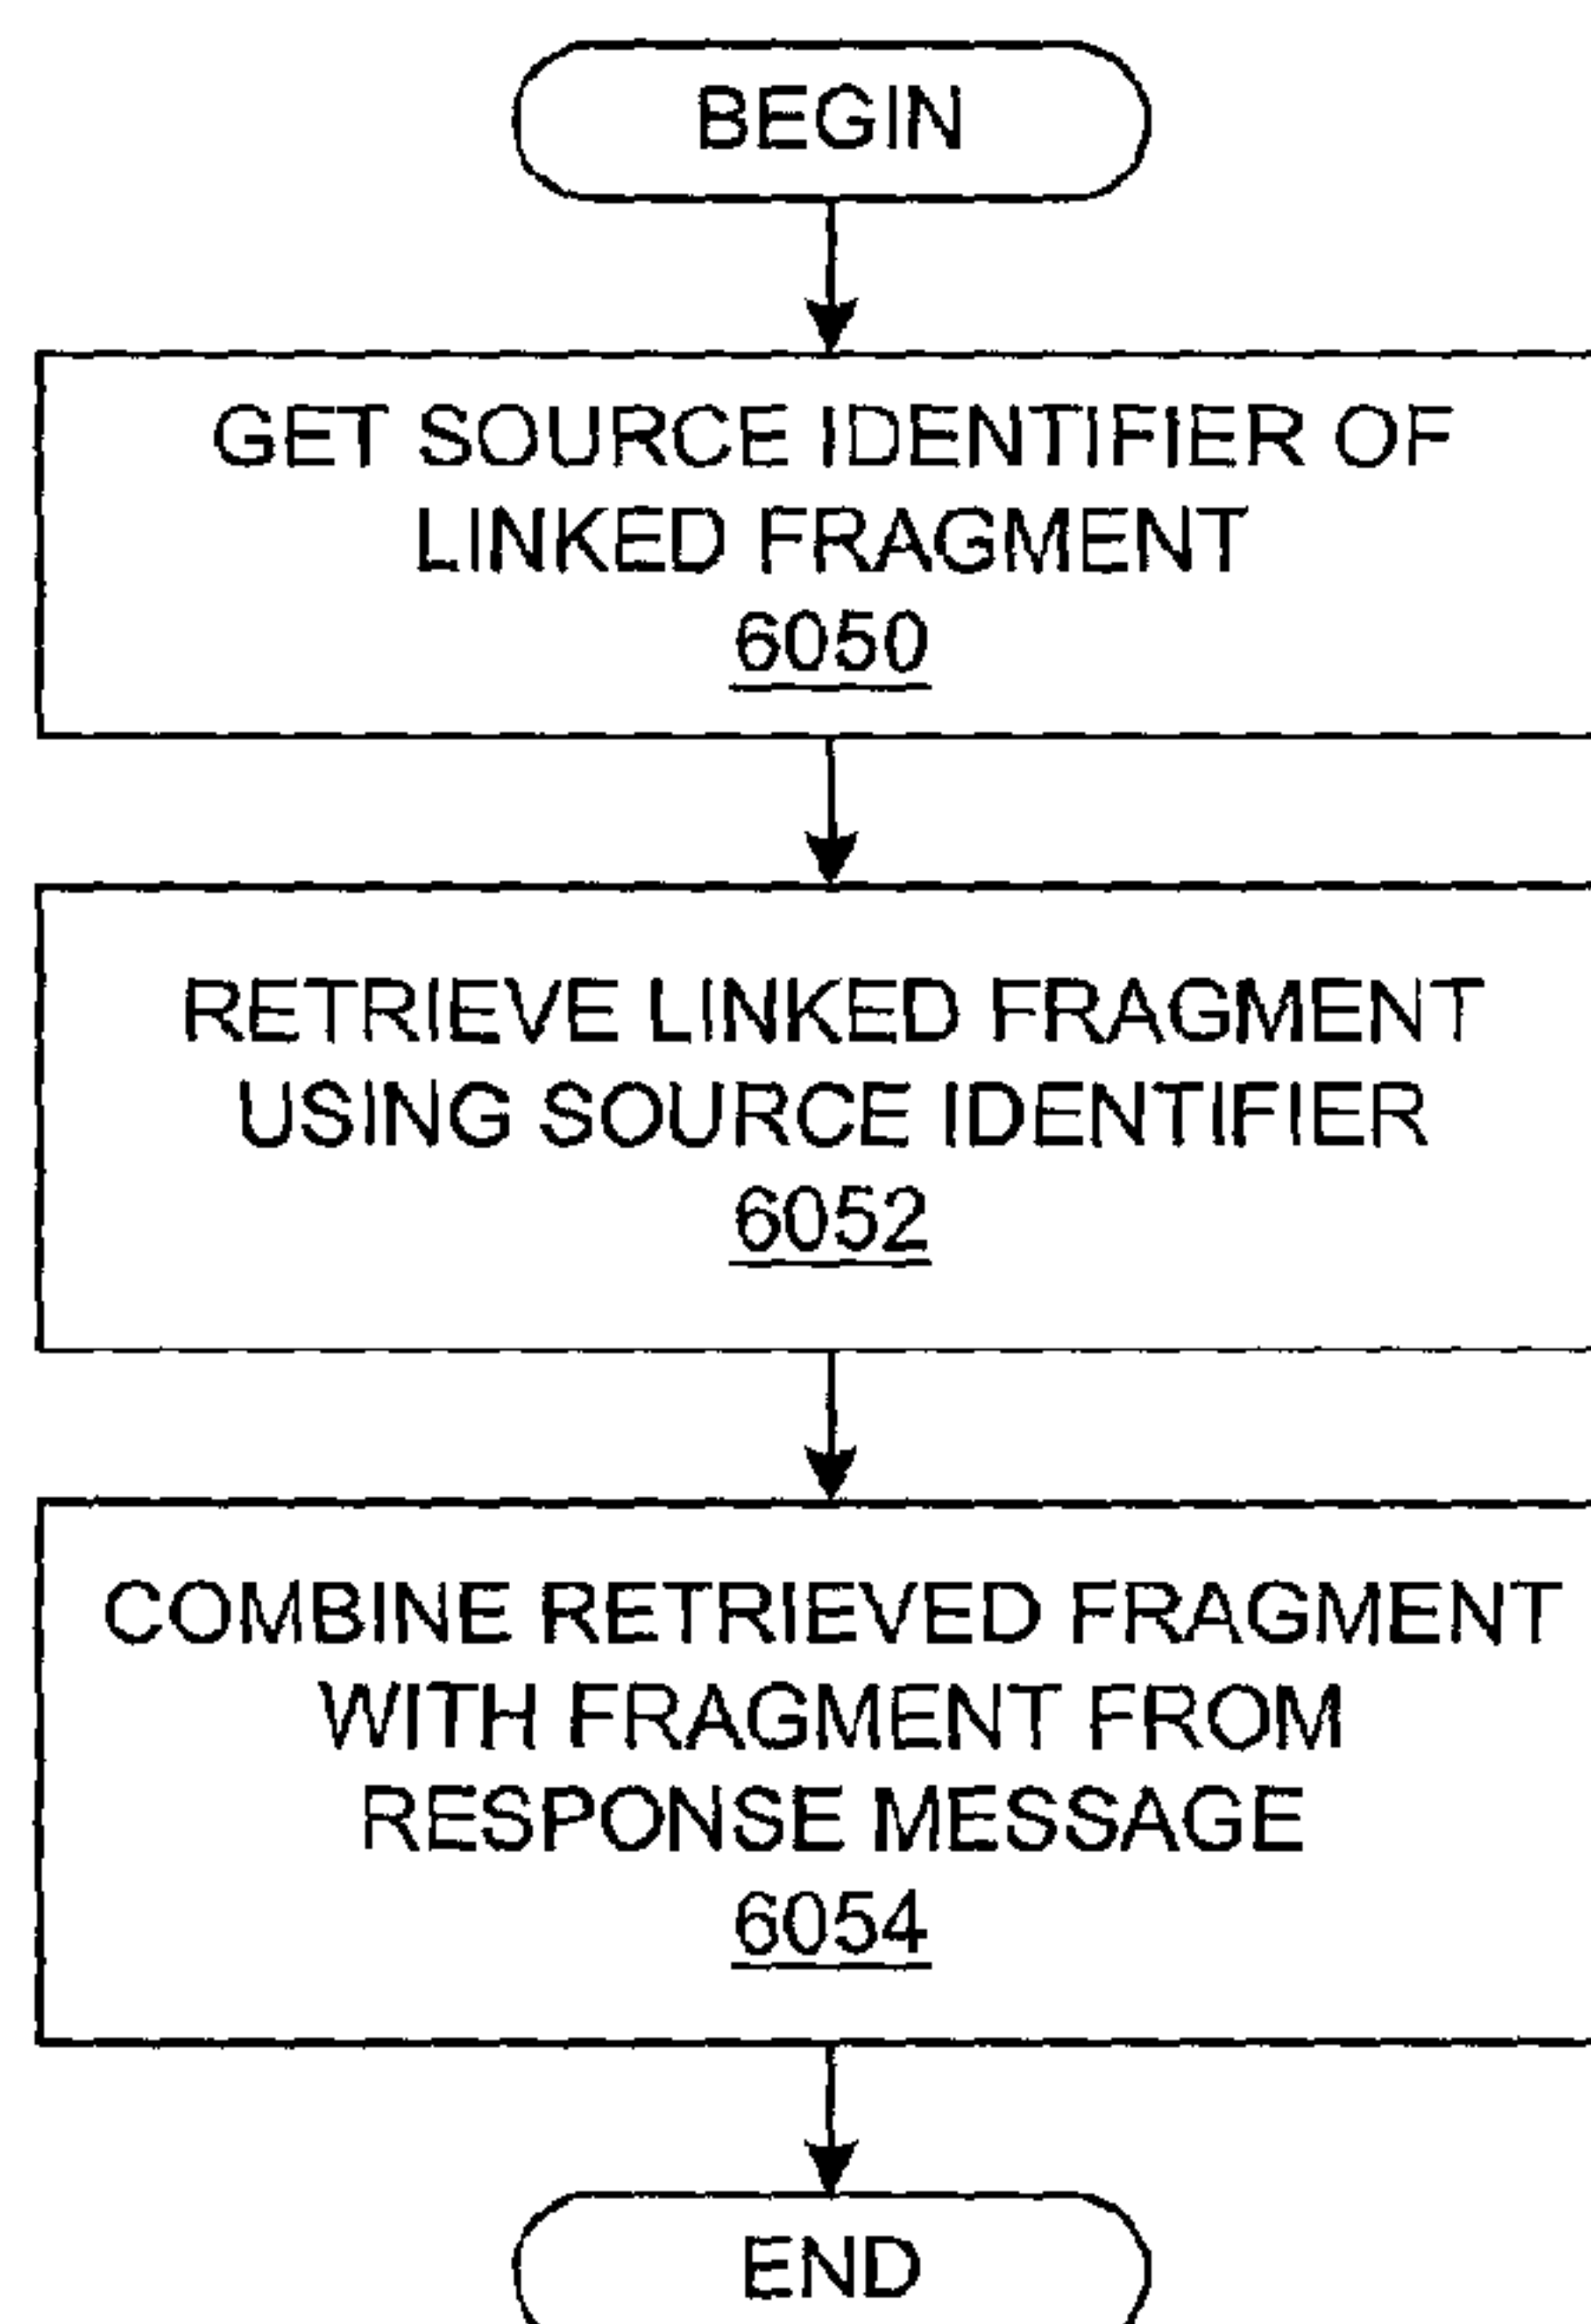 BEGIN
GET SOURCE IDENTIFIER OF
LINKED FRAGMENT
6050
RETRIEVE LINKED FRAGMENT
USING SOURCE IDENTIFIER
6052
COMBINE RETRIEVED FRAGMENT
WITH FRAGMENT FROM
RESPONSE MESSAGE
6054
END